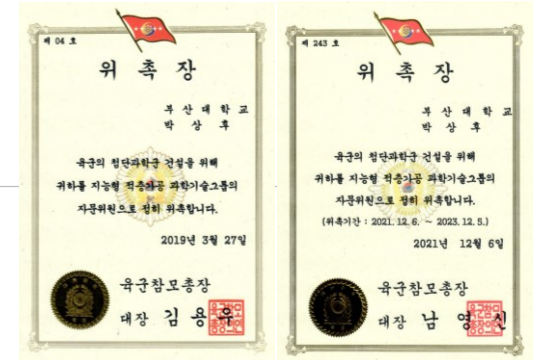 제 04 호
위 촉 장
부 산 대 학 교
박 상 후
육군의 첨단과학군 건설을 위해
귀하를 지능형 적층가공 과학기술그룹의
자문위원으로 정히 위촉합니다.
2019년 3월 27일
육군참모총장
대장 김 용 우
제 243 호
위 촉 장
부 산 대 학 교
박 상 후
육군의 첨단과학군 건설을 위해
귀하를 지능형 적층가공 과학기술그룹의
자문위원으로 정히 위촉합니다.
(위촉기간 : 2021. 12. 6. ~ 2023. 12. 5.)
2021년 12월 6일
육군참모총장
대장 남 영 신